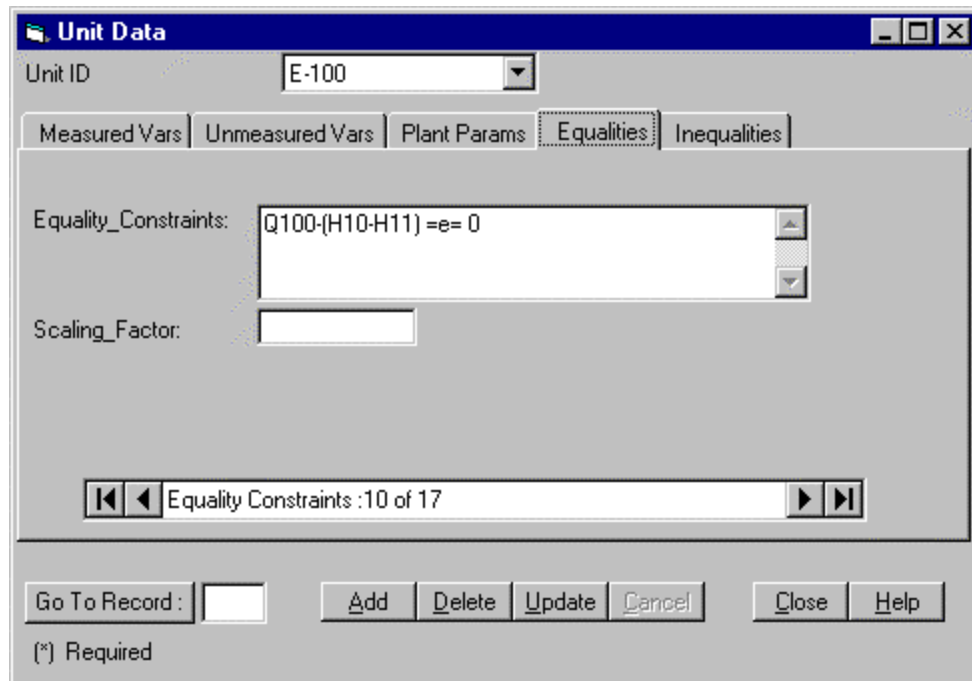 Unit Data
Unit ID E-100
Measured Vars Unmeasured Vars Plant Params Equalities Inequalities
Equality_Constraints: Q100-(H10-H11) =e= 0
Scaling_Factor:
Equality Constraints :10 of 17
Go To Record : Add Delete Update Cancel Close Help
(*) Required